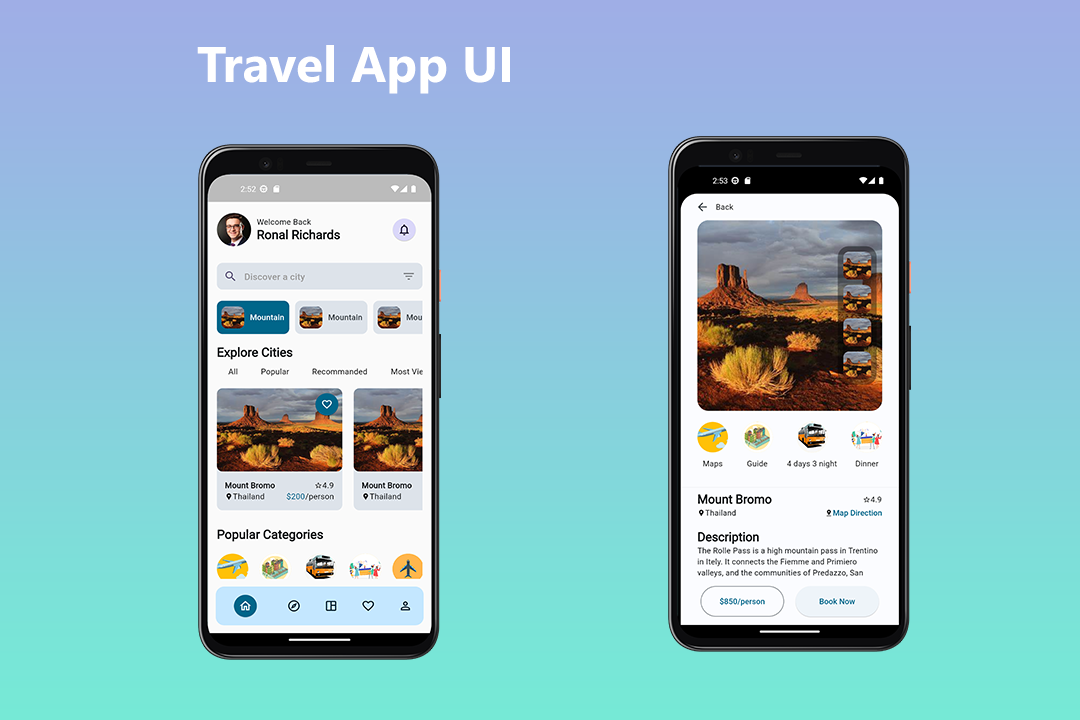 Travel App UI
2:52
Welcome Back
Ronal Richards
Discover a city
Mountain
Mountain
Mou
Explore Cities
All Popular Recommanded Most Vie
Mount Bromo 4.9
Thailand $200/person
Mount Bromo
Thailand
Popular Categories
2:53
Back
Maps Guide 4 days 3 night Dinner
Mount Bromo 4.9
Thailand Map Direction
Description
The Rolle Pass is a high mountain pass in Trentino
in Itely. It connects the Fiemme and Primiero
valleys, and the communities of Predazzo, San
$850/person Book Now